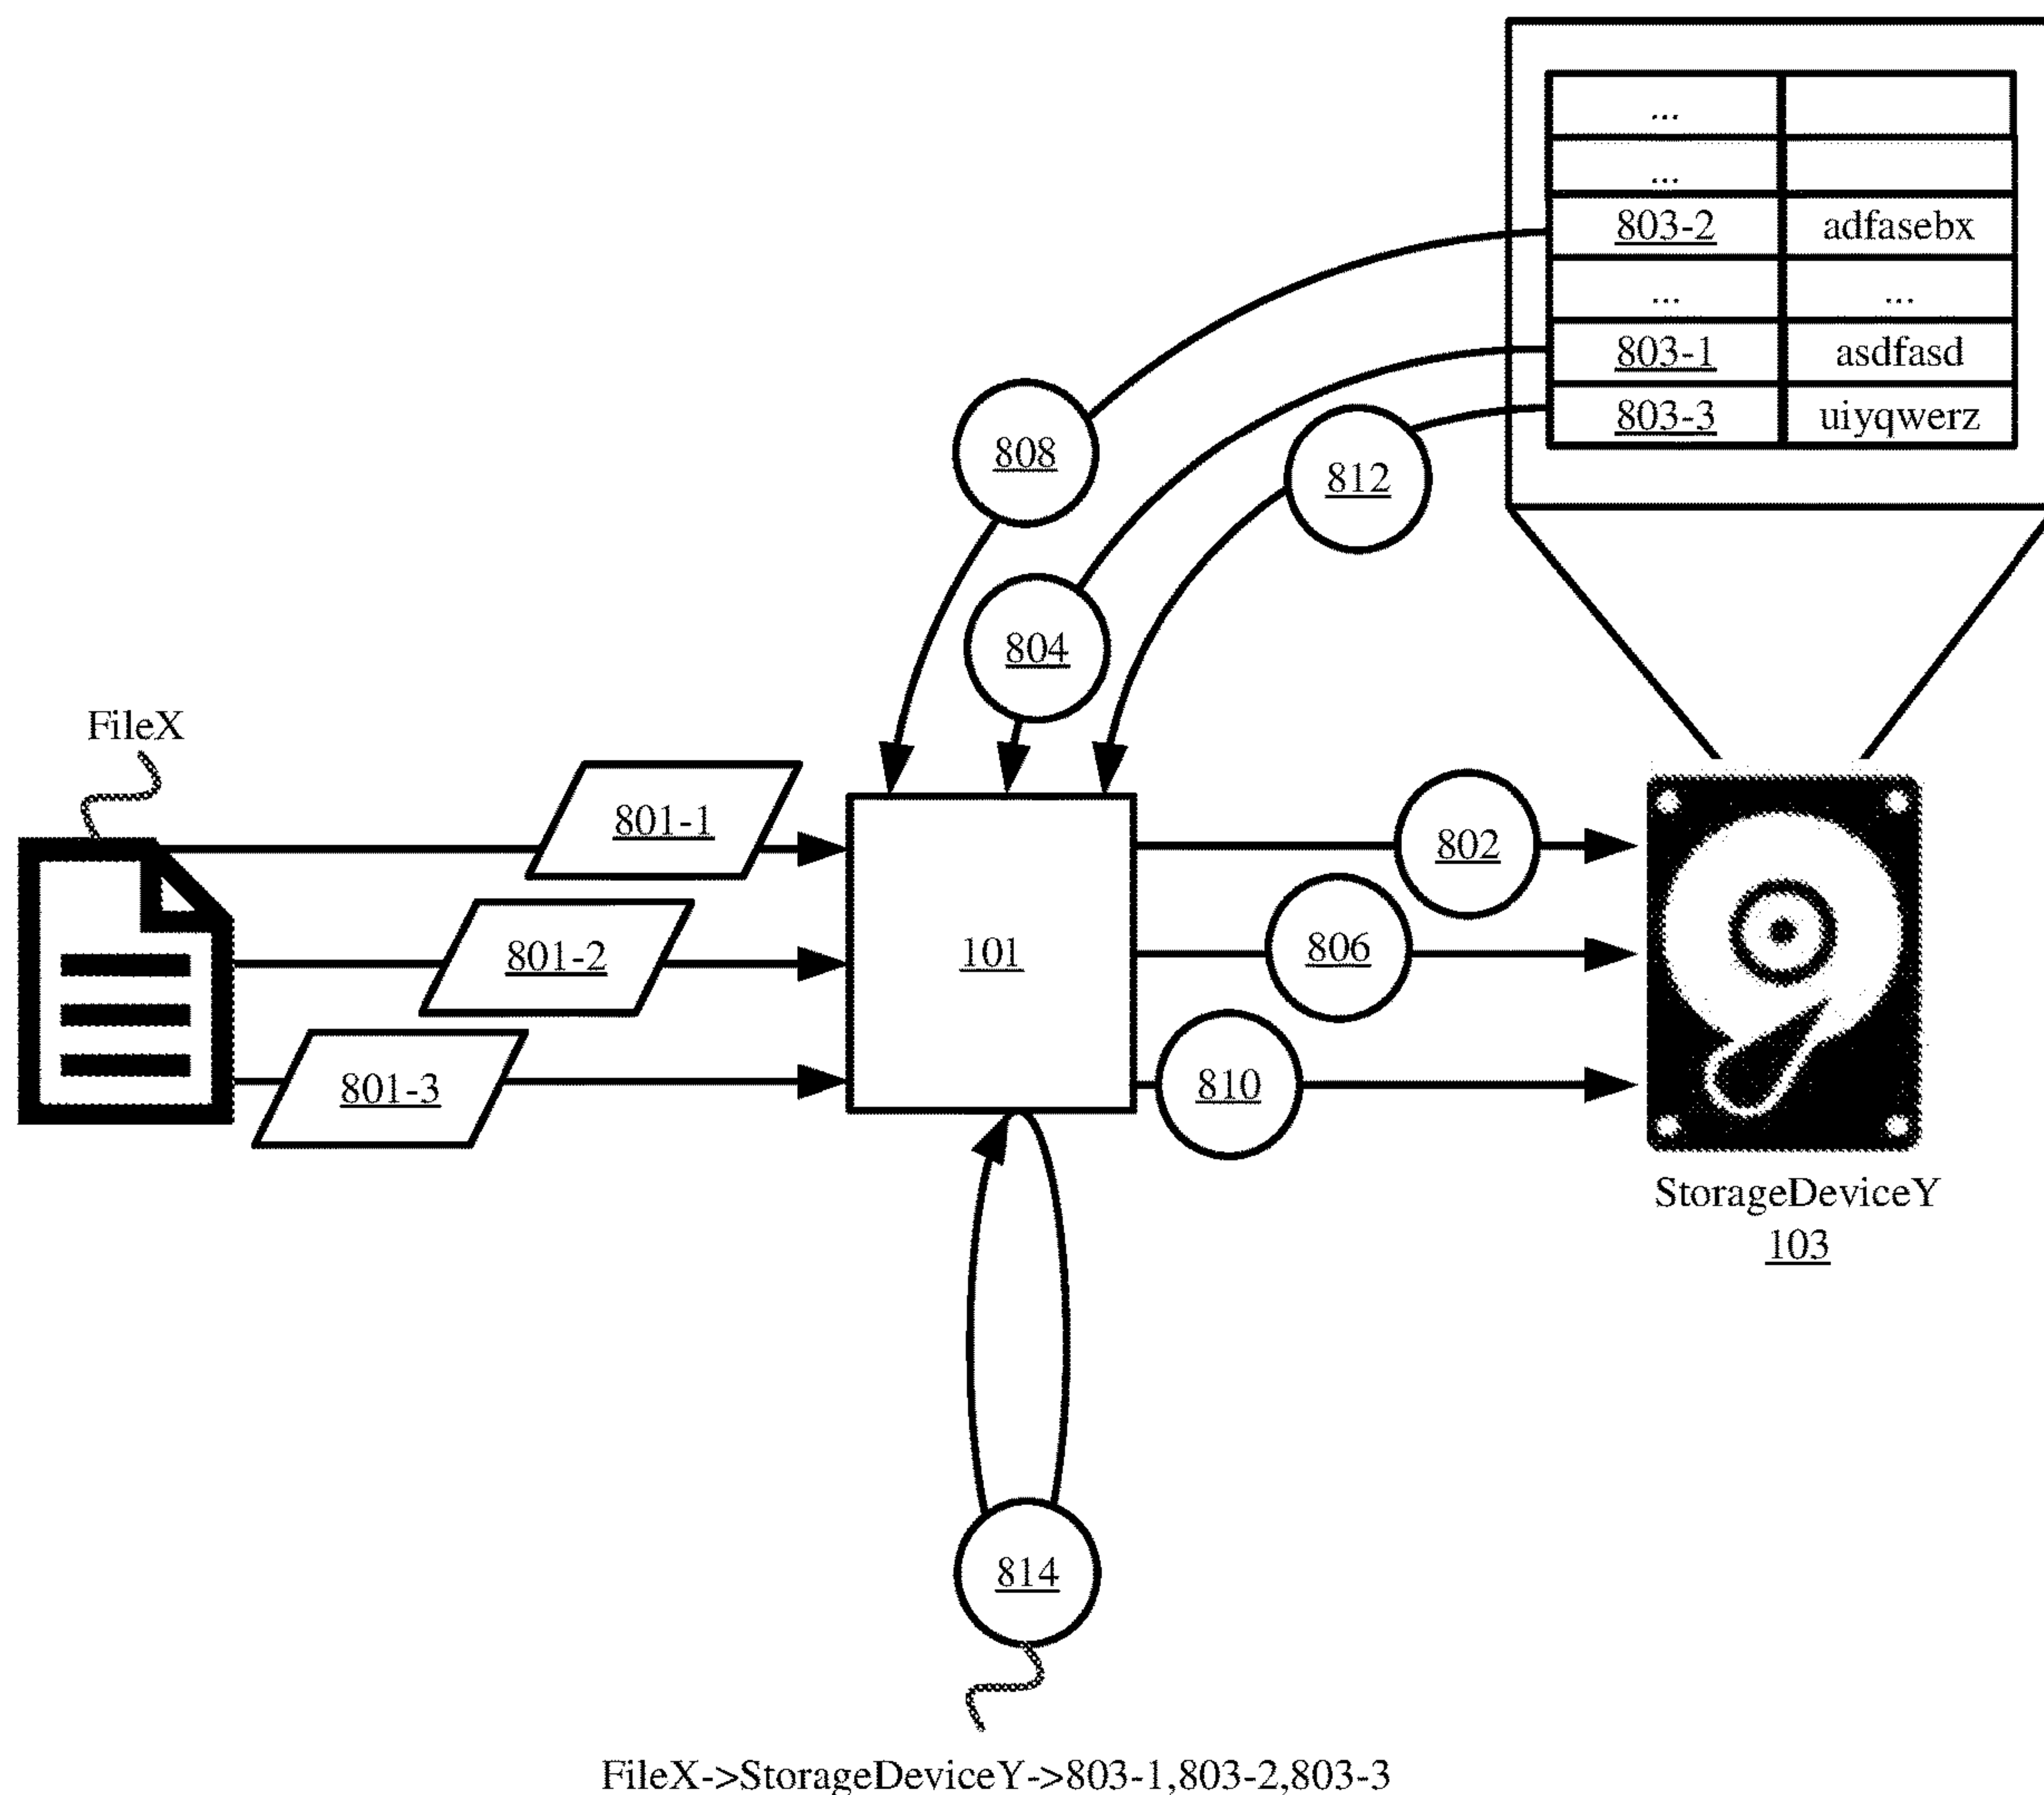 ...
...
803-2 adfasebx
... ...
803-1 asdfasd
803-3 uiyqwerz
808
812
804
FileX
801-1
802
801-2
101
806
801-3
810
StorageDeviceY
103
814
FileX->StorageDeviceY->803-1,803-2,803-3